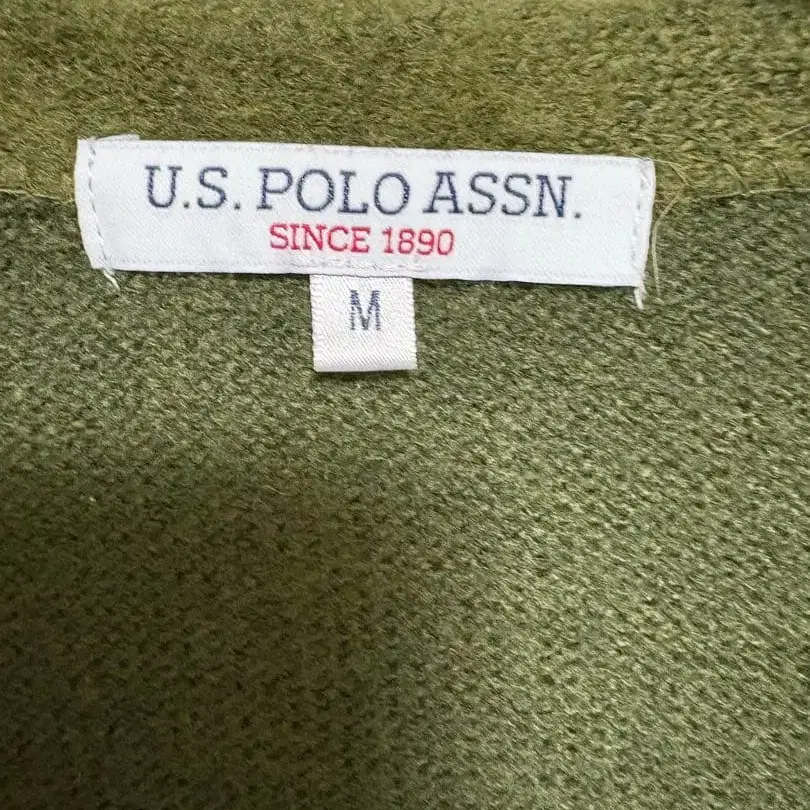 U.S. POLO ASSN.
SINCE 1890
M